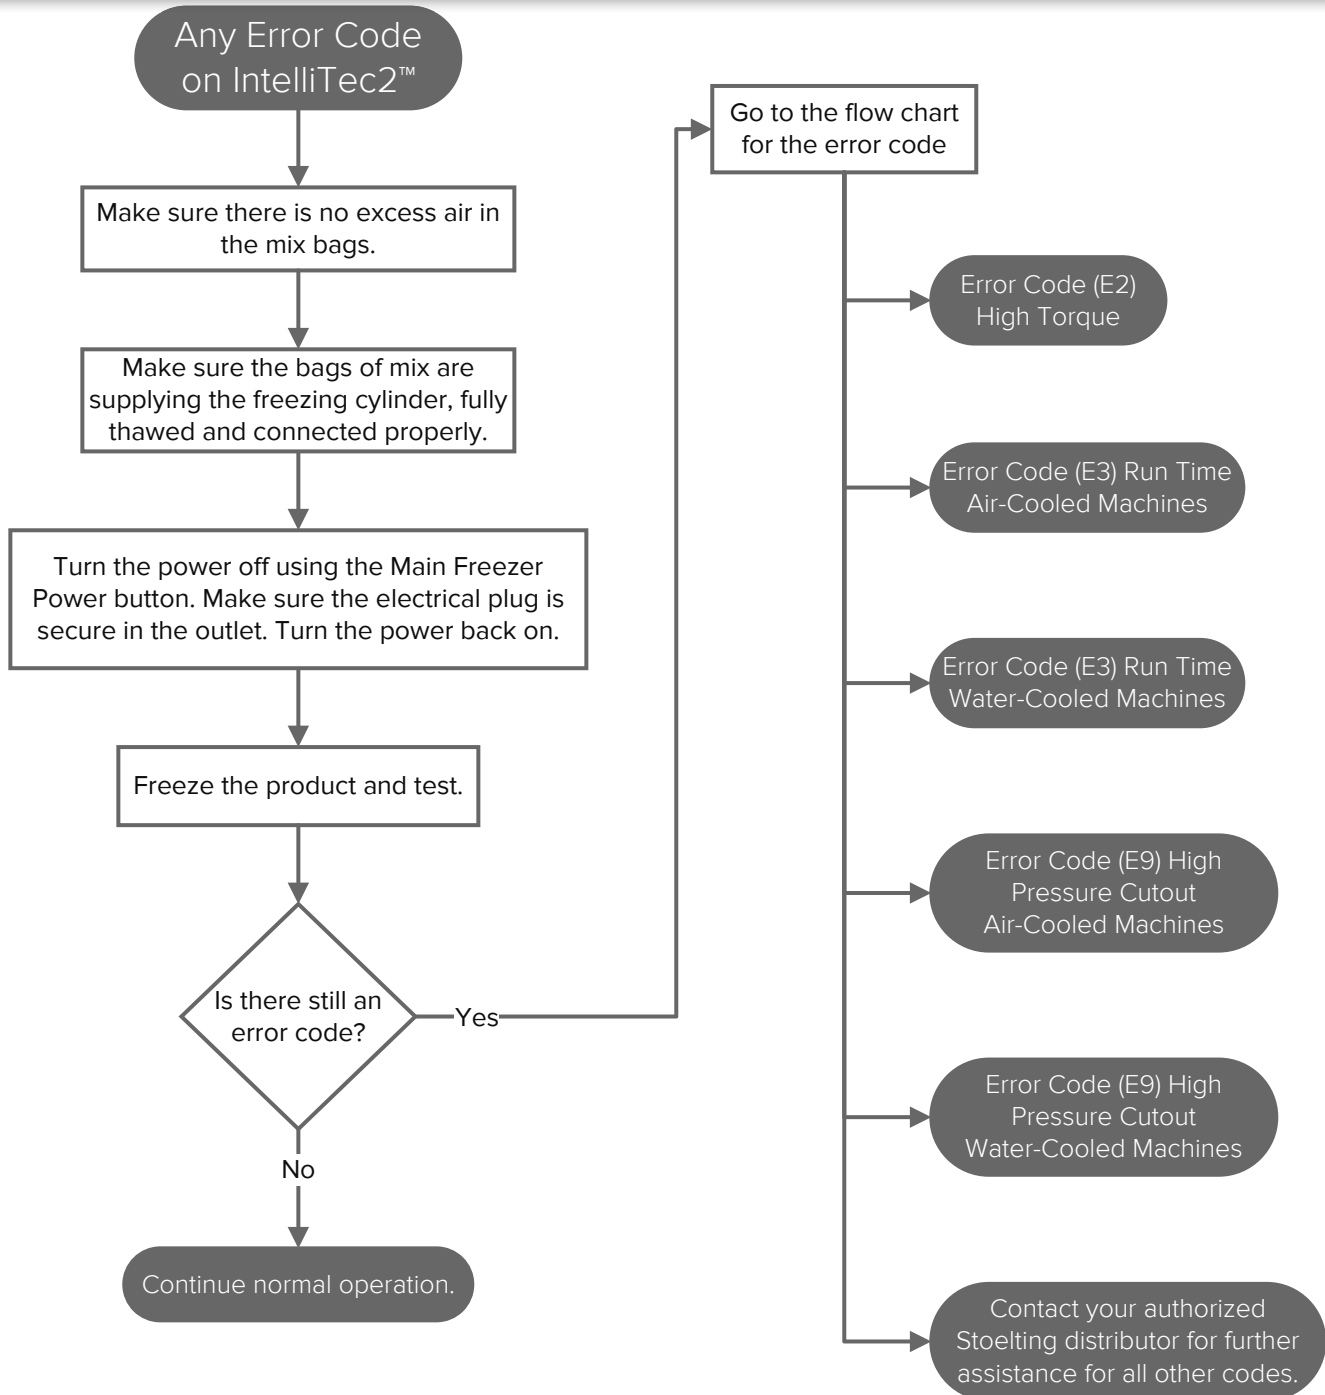 Any Error Code
on IntelliTec2™
Make sure there is no excess air in
the mix bags.
Make sure the bags of mix are
supplying the freezing cylinder, fully
thawed and connected properly.
Turn the power off using the Main Freezer
Power button. Make sure the electrical plug is
secure in the outlet. Turn the power back on.
Freeze the product and test.
Is there still an
error code?
Yes
No
Continue normal operation.
Go to the flow chart
for the error code
Error Code (E2)
High Torque
Error Code (E3) Run Time
Air-Cooled Machines
Error Code (E3) Run Time
Water-Cooled Machines
Error Code (E9) High
Pressure Cutout
Air-Cooled Machines
Error Code (E9) High
Pressure Cutout
Water-Cooled Machines
Contact your authorized
Stoelting distributor for further
assistance for all other codes.